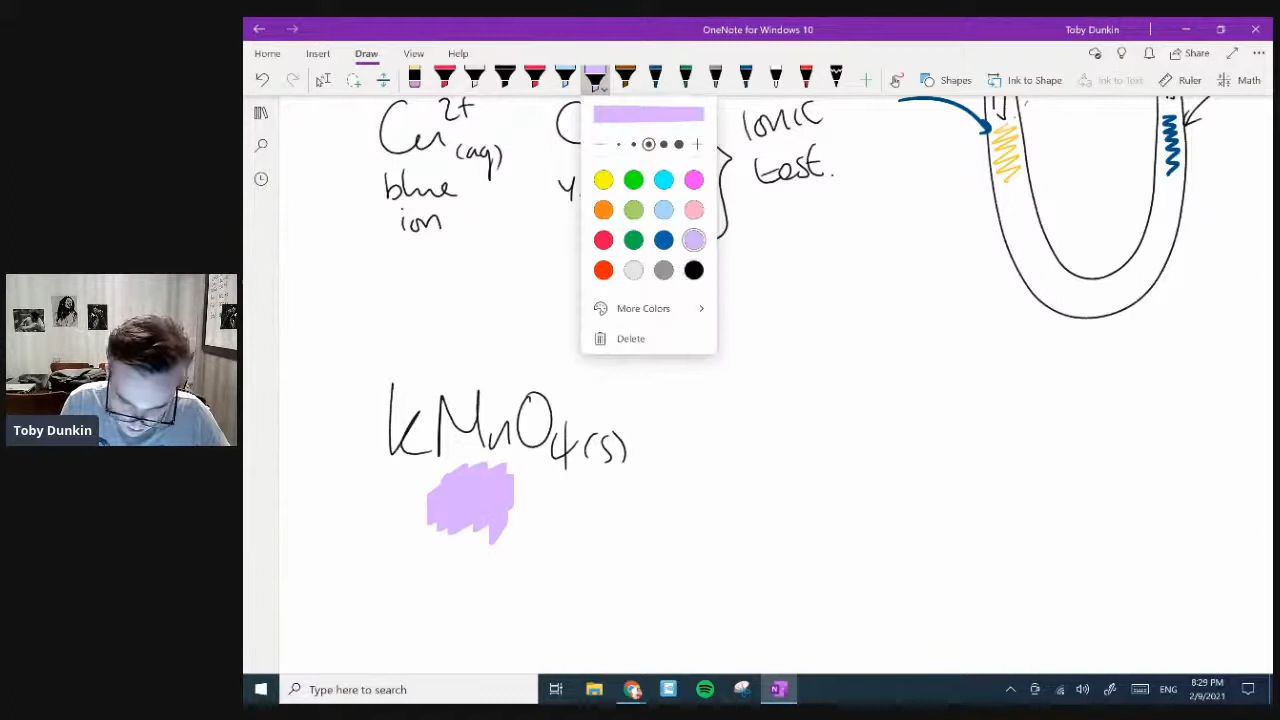 OneNote for Windows 10
Toby Dunkin
Home Insert Draw View Help
Share
Shapes
Ink to Shape
Ink to Text
Ruler
Math
Cu 2+ (aq)
blue
ion
C
y
ionic
test.
More Colors
Delete
kMnO4(s)
Toby Dunkin
Type here to search
ENG
8:29 PM
2/9/2021